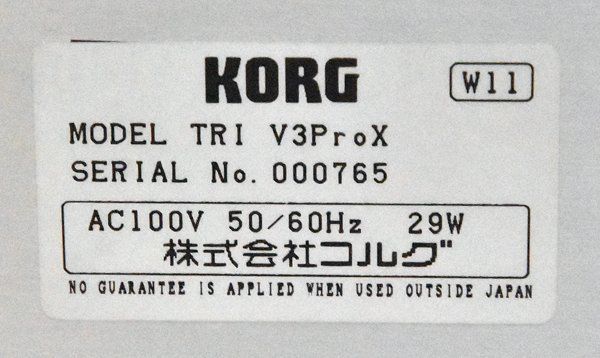 KORG
W11
MODEL TRI V3ProX
SERIAL No. 000765
AC100V 50/60Hz 29W
株式会社コルグ
NO GUARANTEE IS APPLIED WHEN USED OUTSIDE JAPAN